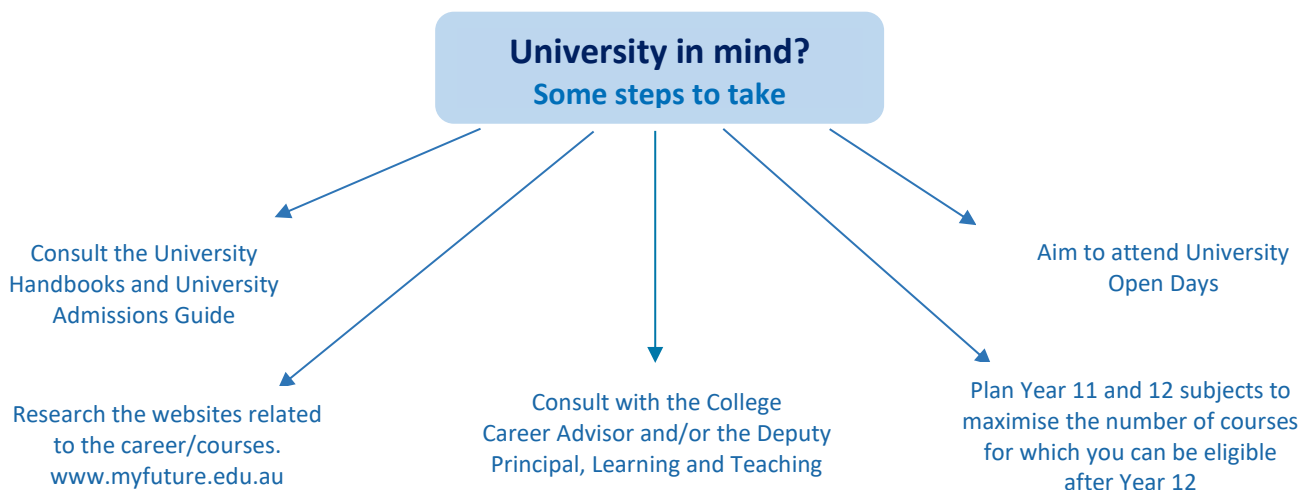 University in mind?
Some steps to take
Consult the University
Handbooks and University
Admissions Guide
Aim to attend University
Open Days
Research the websites related
to the career/courses.
www.myfuture.edu.au
Consult with the College
Career Advisor and/or the Deputy
Principal, Learning and Teaching
Plan Year 11 and 12 subjects to
maximise the number of courses
for which you can be eligible
after Year 12